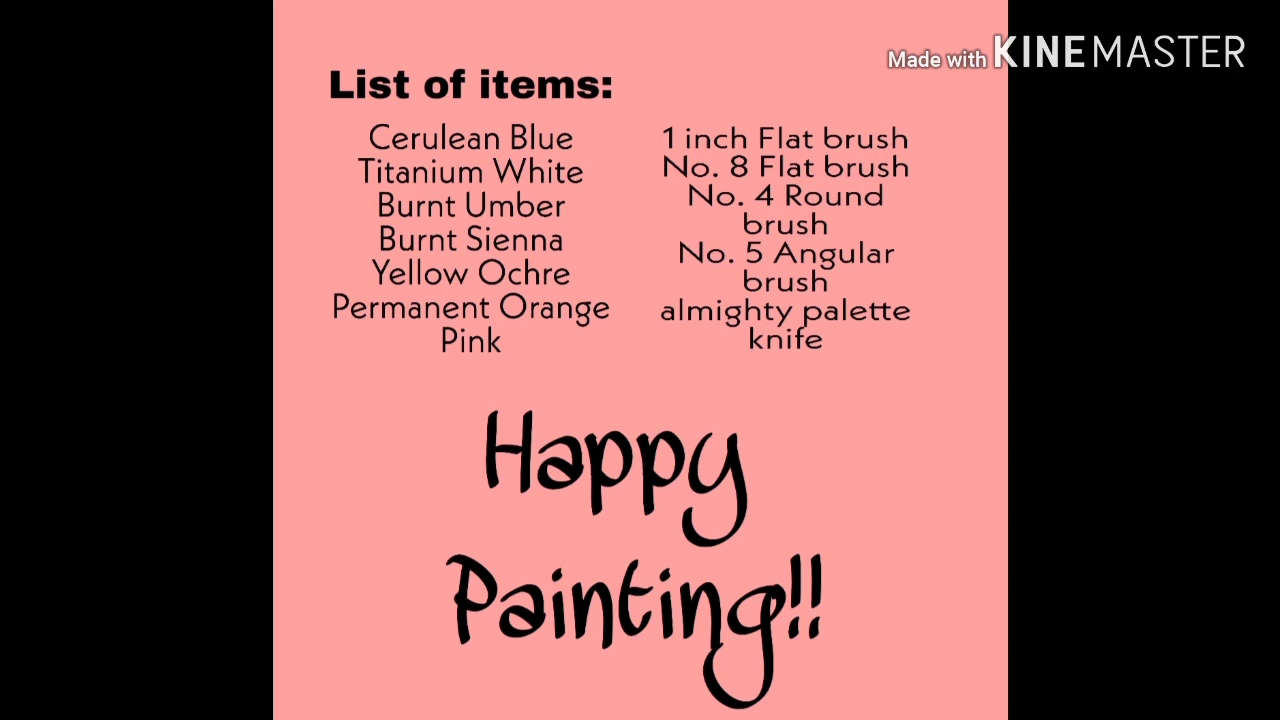 Made with KINEMASTER
List of items:
Cerulean Blue
Titanium White
Burnt Umber
Burnt Sienna
Yellow Ochre
Permanent Orange
Pink
1 inch Flat brush
No. 8 Flat brush
No. 4 Round
brush
No. 5 Angular
brush
almighty palette
knife
Happy
Painting!!